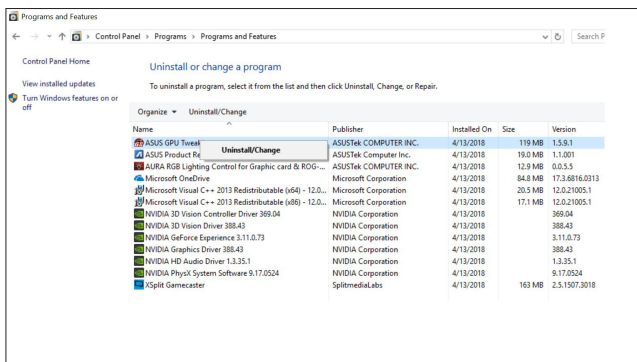 Programs and Features
Control Panel > Programs > Programs and Features
Search P
Control Panel Home
View installed updates
Turn Windows features on or off
Uninstall or change a program
To uninstall a program, select it from the list and then click Uninstall, Change, or Repair.
Organize Uninstall/Change
Name Publisher Installed On Size Version
ASUS GPU Tweak ASUSTek COMPUTER INC. 4/13/2018 119 MB 1.5.9.1
Uninstall/Change
ASUS Product Re ASUSTek Computer Inc. 4/13/2018 19.0 MB 1.1.001
AURA RGB Lighting Control for Graphic card & ROG-... ASUSTek COMPUTER INC. 4/13/2018 12.9 MB 0.0.5.5
Microsoft OneDrive Microsoft Corporation 4/13/2018 84.8 MB 17.3.6816.0313
Microsoft Visual C++ 2013 Redistributable (x64) - 12.0... Microsoft Corporation 4/13/2018 20.5 MB 12.0.21005.1
Microsoft Visual C++ 2013 Redistributable (x86) - 12.0... Microsoft Corporation 4/13/2018 17.1 MB 12.0.21005.1
NVIDIA 3D Vision Controller Driver 369.04 NVIDIA Corporation 4/13/2018 369.04
NVIDIA 3D Vision Driver 388.43 NVIDIA Corporation 4/13/2018 388.43
NVIDIA GeForce Experience 3.11.0.73 NVIDIA Corporation 4/13/2018 3.11.0.73
NVIDIA Graphics Driver 388.43 NVIDIA Corporation 4/13/2018 388.43
NVIDIA HD Audio Driver 1.3.35.1 NVIDIA Corporation 4/13/2018 1.3.35.1
NVIDIA PhysX System Software 9.17.0524 NVIDIA Corporation 4/13/2018 9.17.0524
XSplit Gamecaster SplitmediaLabs 4/13/2018 163 MB 2.5.1507.3018